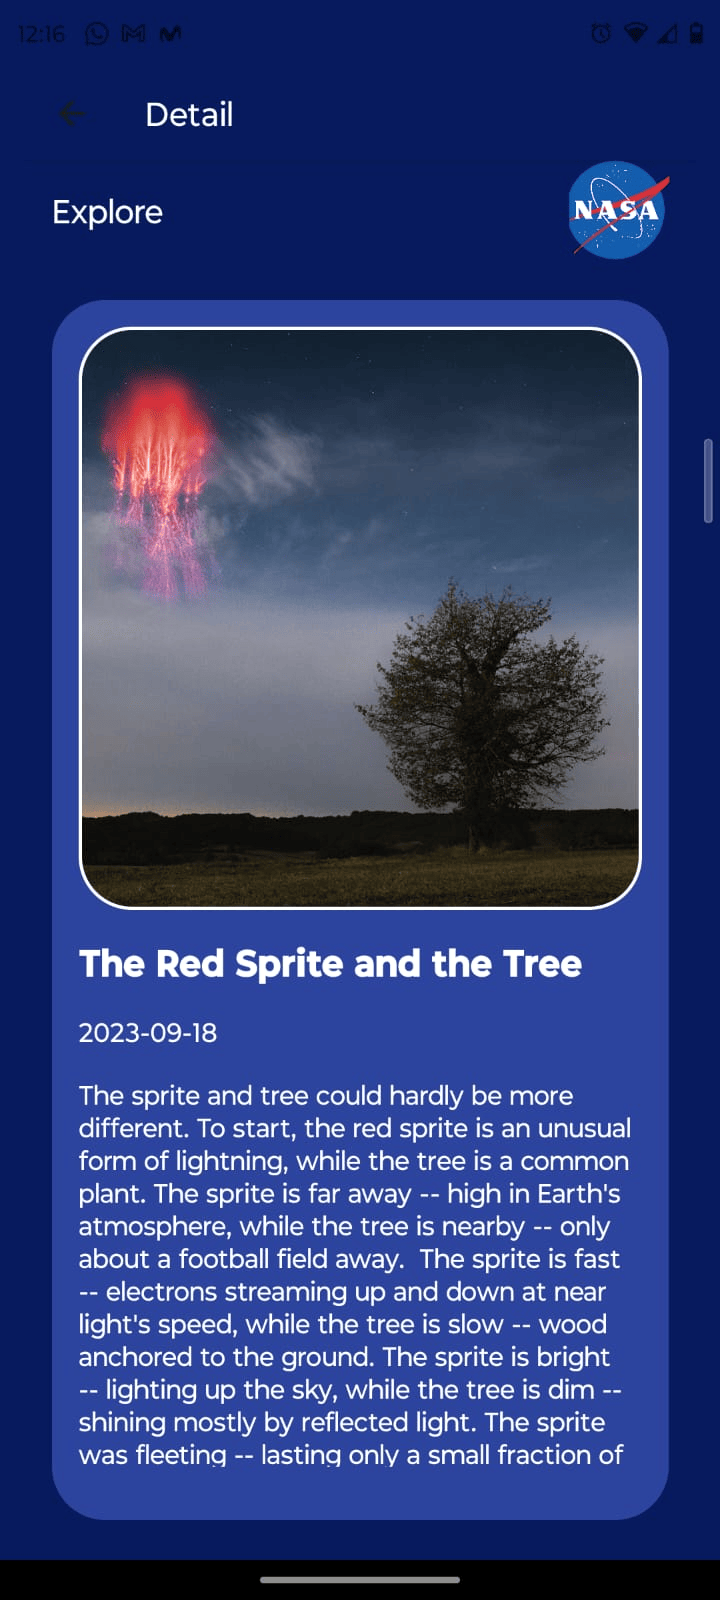 12:16
Detail
Explore
NASA
The Red Sprite and the Tree
2023-09-18
The sprite and tree could hardly be more
different. To start, the red sprite is an unusual
form of lightning, while the tree is a common
plant. The sprite is far away -- high in Earth's
atmosphere, while the tree is nearby -- only
about a football field away.  The sprite is fast
-- electrons streaming up and down at near
light's speed, while the tree is slow -- wood
anchored to the ground. The sprite is bright
-- lighting up the sky, while the tree is dim --
shining mostly by reflected light. The sprite
was fleeting -- lasting only a small fraction of